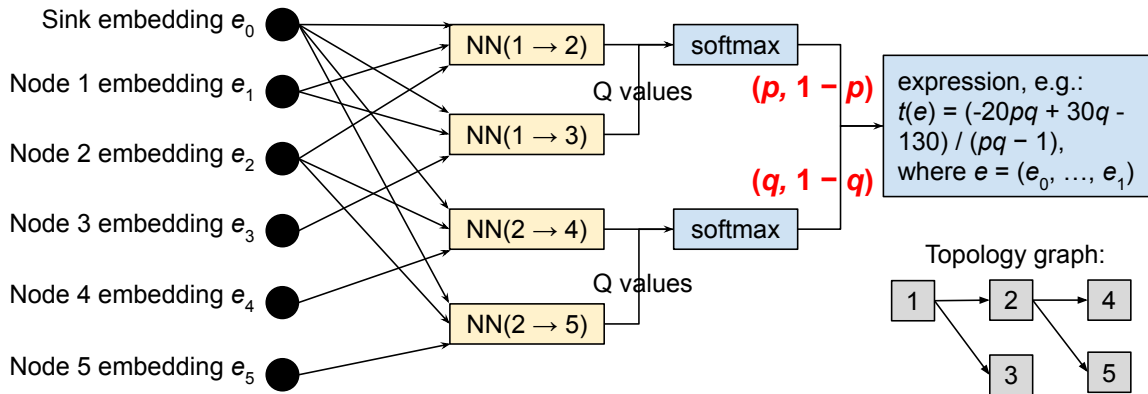 Sink embedding e₀
Node 1 embedding e₁
Node 2 embedding e₂
Node 3 embedding e₃
Node 4 embedding e₄
Node 5 embedding e₅
NN(1 → 2)
NN(1 → 3)
NN(2 → 4)
NN(2 → 5)
Q values
Q values
softmax
softmax
(p, 1 − p)
(q, 1 − q)
expression, e.g.:
t(e) = (-20pq + 30q -
130) / (pq − 1),
where e = (e₀, …, e₁)
Topology graph:
1
2
4
3
5